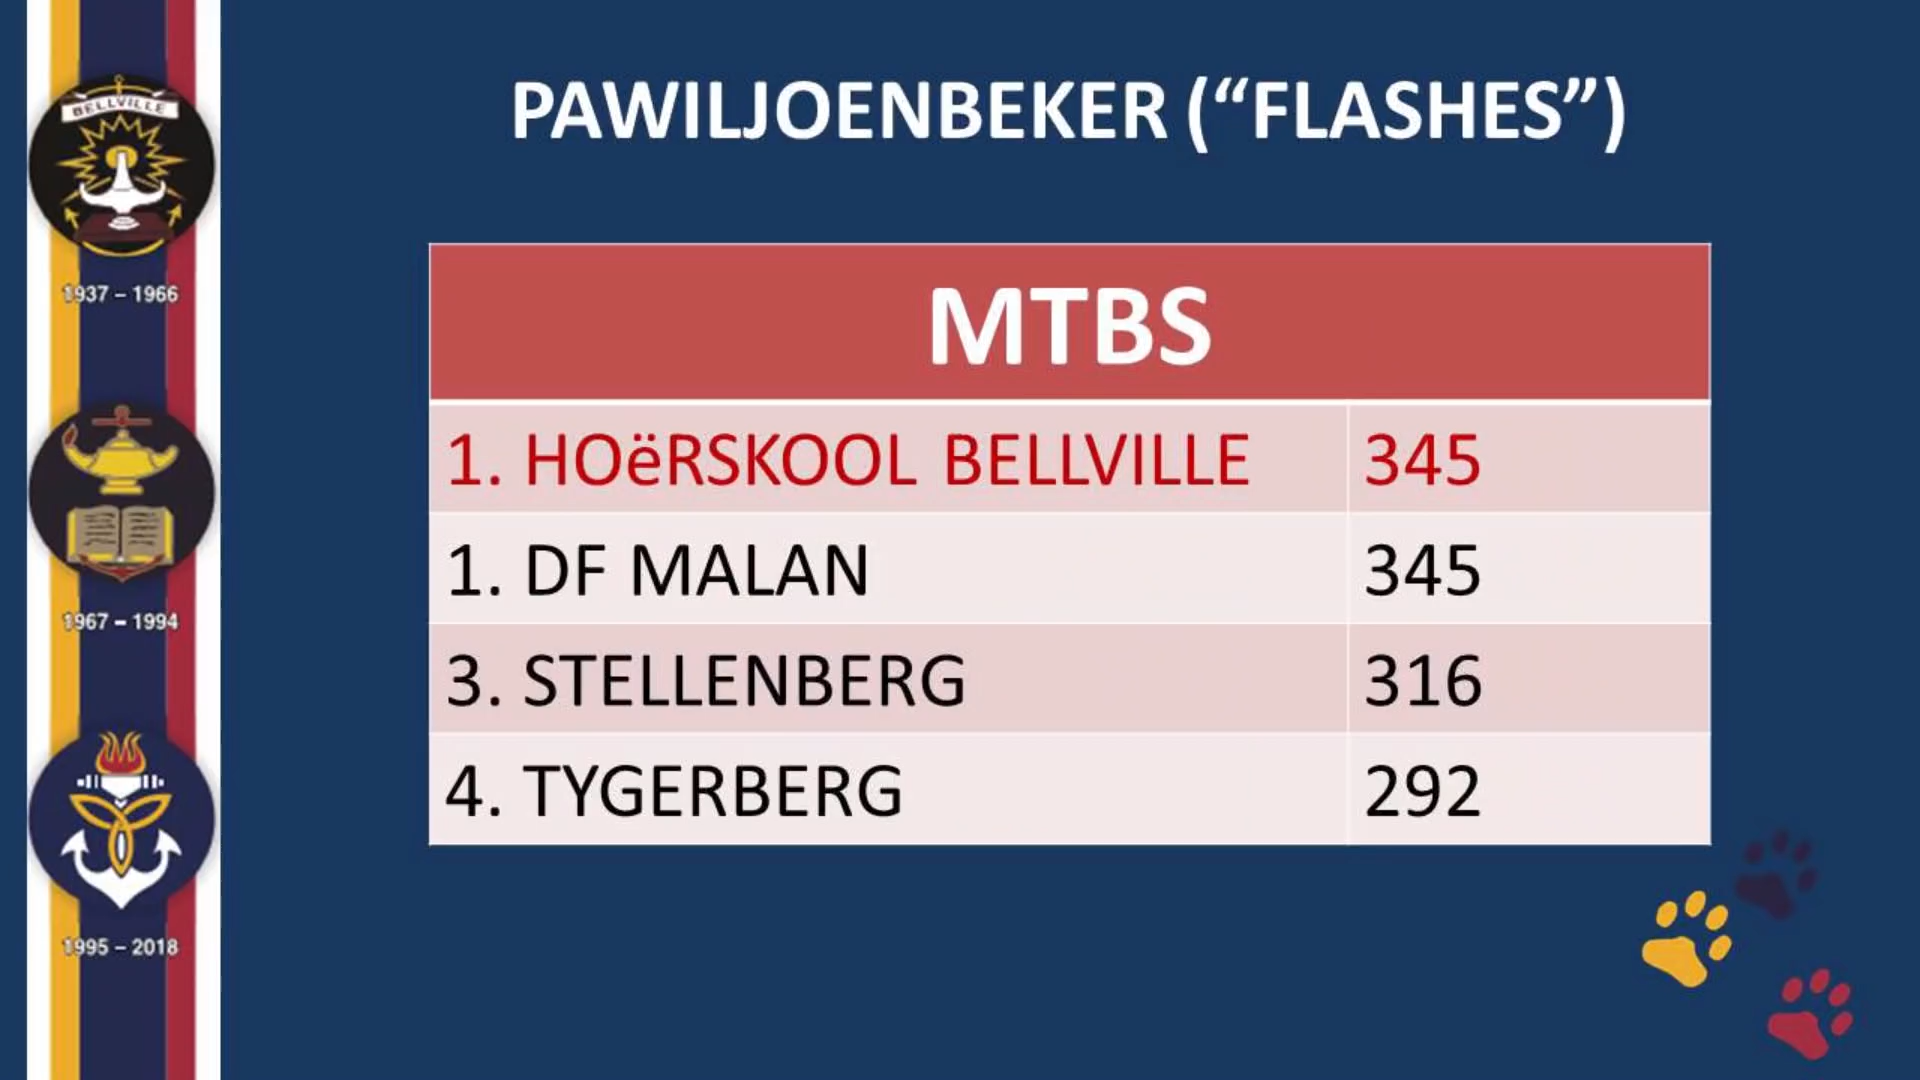 PAWILJOENBEKER (“FLASHES”)
MTBS
1. HOëRSKOOL BELLVILLE 345
1. DF MALAN 345
3. STELLENBERG 316
4. TYGERBERG 292
BELLVILLE
1937 – 1966
1967 – 1994
1995 – 2018